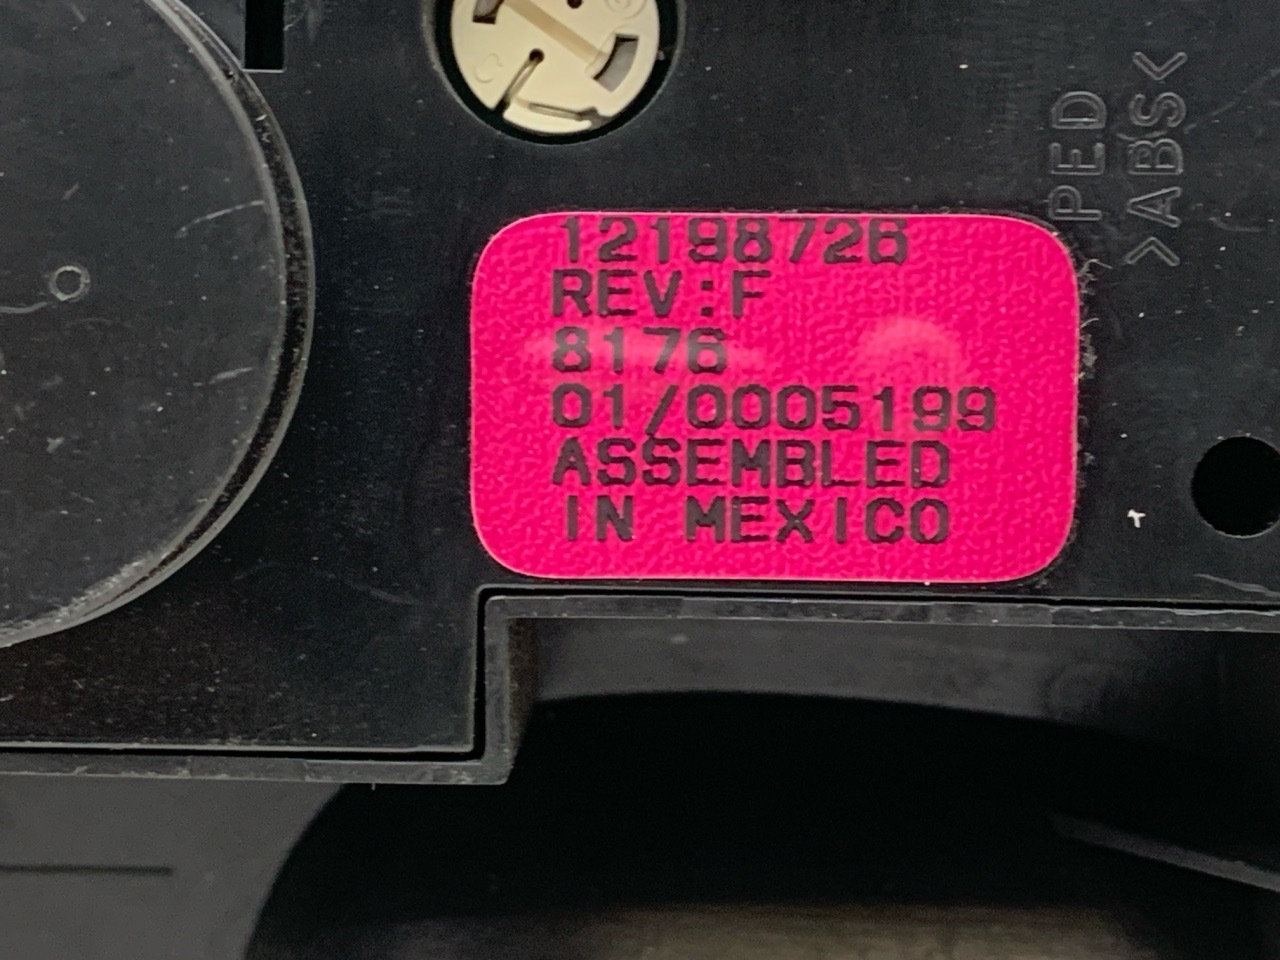 12198726
REV:F
8176
01/0005199
ASSEMBLED
IN MEXICO
PED
>ABS<